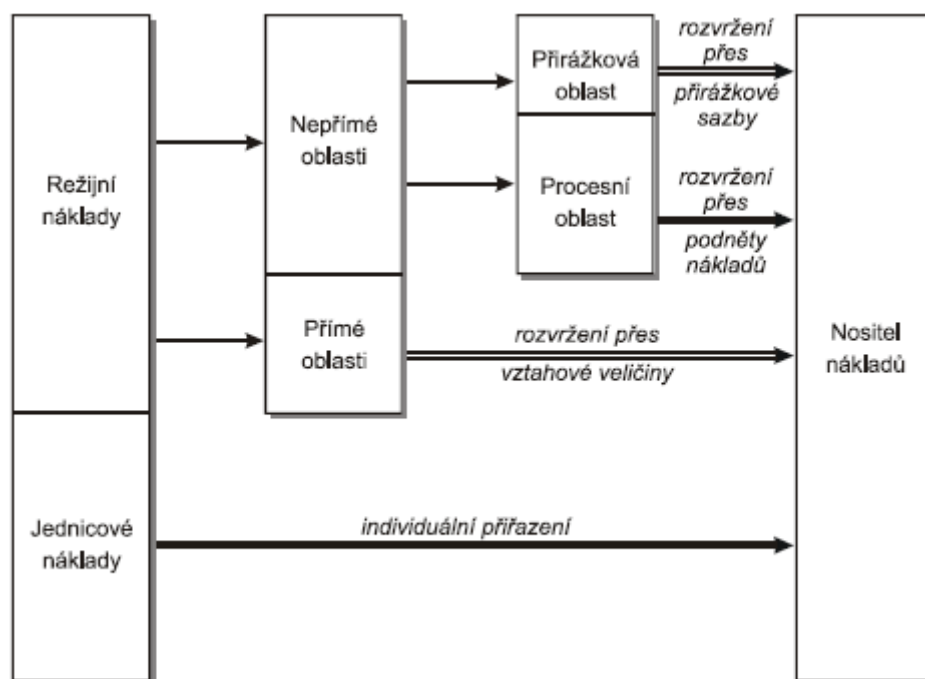 Režijní
náklady
Jednicové
náklady
Nepřímé
oblasti
Přímé
oblasti
Přirážková
oblast
Procesní
oblast
rozvržení
přes
přirážkové
sazby
rozvržení
přes
podněty
nákladů
rozvržení přes
vztahové veličiny
individuální přiřazení
Nositel
nákladů